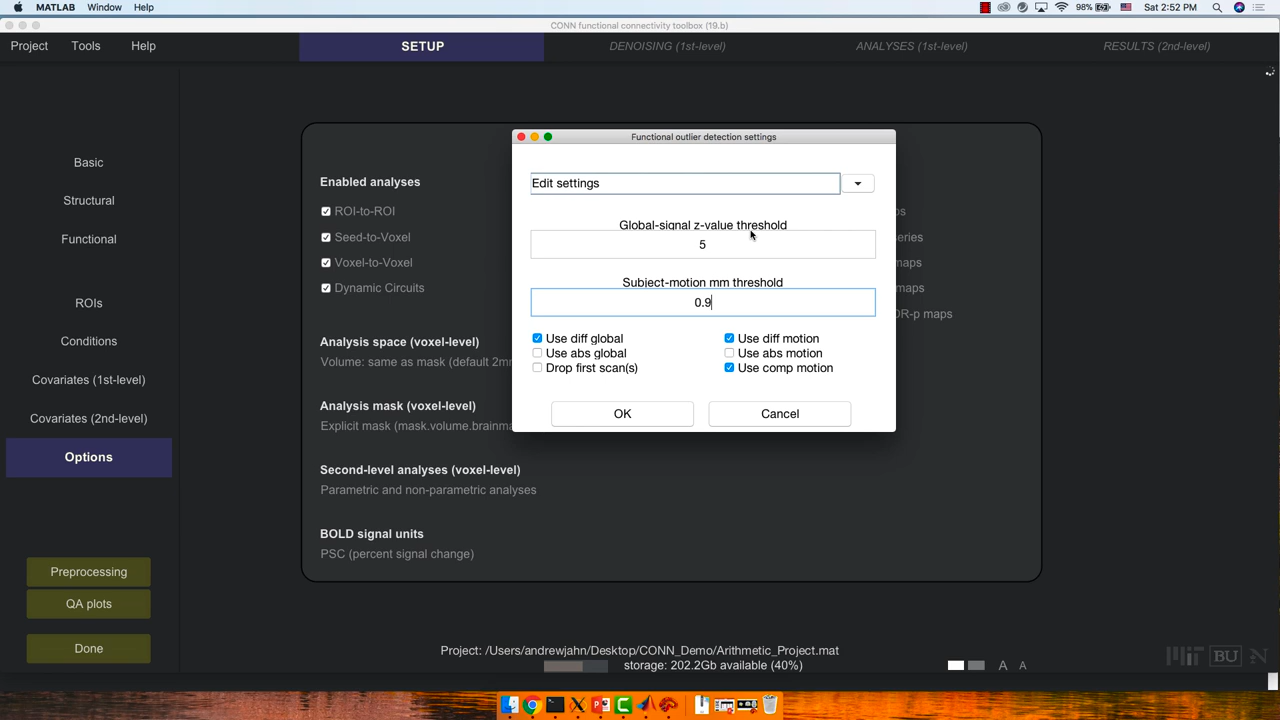 MATLAB Window Help
98% Sat 2:52 PM
CONN functional connectivity toolbox (19.b)
Project Tools Help
SETUP
DENOISING (1st-level)
ANALYSES (1st-level)
RESULTS (2nd-level)
Basic
Structural
Functional
ROIs
Conditions
Covariates (1st-level)
Covariates (2nd-level)
Options
Preprocessing
QA plots
Done
Enabled analyses
ROI-to-ROI
Seed-to-Voxel
Voxel-to-Voxel
Dynamic Circuits
Analysis space (voxel-level)
Volume: same as mask (default 2mm
Analysis mask (voxel-level)
Explicit mask (mask.volume.brainma
Second-level analyses (voxel-level)
Parametric and non-parametric analyses
BOLD signal units
PSC (percent signal change)
Functional outlier detection settings
Edit settings
Global-signal z-value threshold
5
Subject-motion mm threshold
0.9
Use diff global
Use diff motion
Use abs global
Use abs motion
Drop first scan(s)
Use comp motion
OK
Cancel
maps
maps
Project: /Users/andrewjahn/Desktop/CONN_Demo/Arithmetic_Project.mat
storage: 202.2Gb available (40%)
A A
MIT BU N